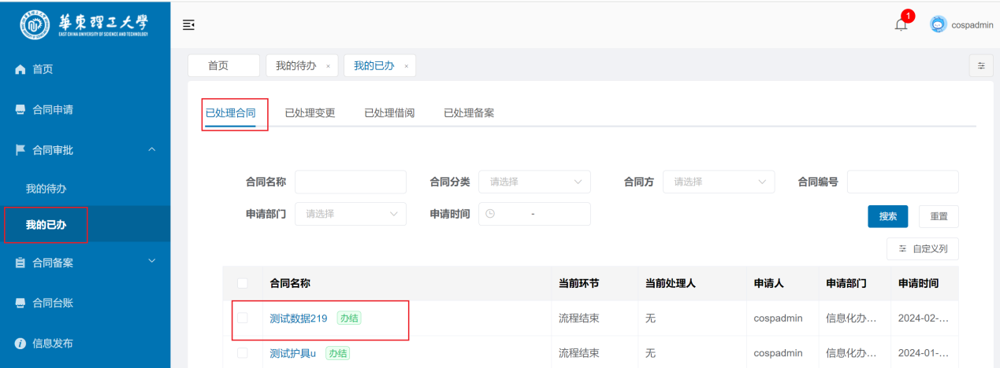 華東理工大學
EAST CHINA UNIVERSITY OF SCIENCE AND TECHNOLOGY
1
cospadmin
首页
合同申请
合同审批
我的待办
我的已办
合同备案
合同台账
信息发布
首页 我的待办 × 我的已办 ×
已处理合同 已处理变更 已处理借阅 已处理备案
合同名称 合同分类 请选择 合同方 请选择 合同编号
申请部门 请选择 申请时间 - 搜索 重置
自定义列
合同名称 当前环节 当前处理人 申请人 申请部门 申请时间
测试数据219 办结 流程结束 无 cospadmin 信息化办... 2024-02-...
测试护具u 办结 流程结束 无 cospadmin 信息化办... 2024-01-...